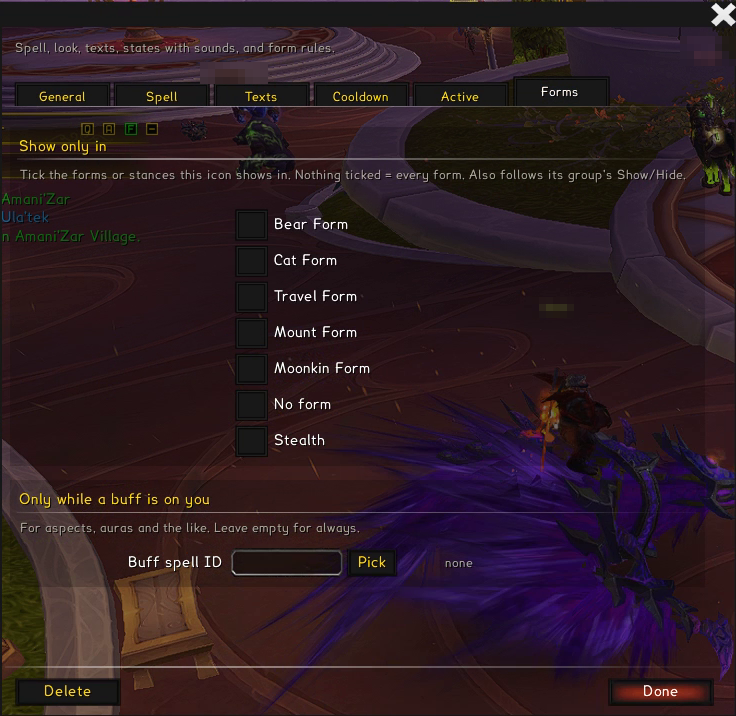 Spell, look, texts, states with sounds, and form rules.
General Spell Texts Cooldown Active Forms
Q A F
Show only in
Tick the forms or stances this icon shows in. Nothing ticked = every form. Also follows its group's Show/Hide.
Amani'Zar
Ula'tek
n Amani'Zar Village.
Bear Form
Cat Form
Travel Form
Mount Form
Moonkin Form
No form
Stealth
Only while a buff is on you
For aspects, auras and the like. Leave empty for always.
Buff spell ID Pick none
Delete Done